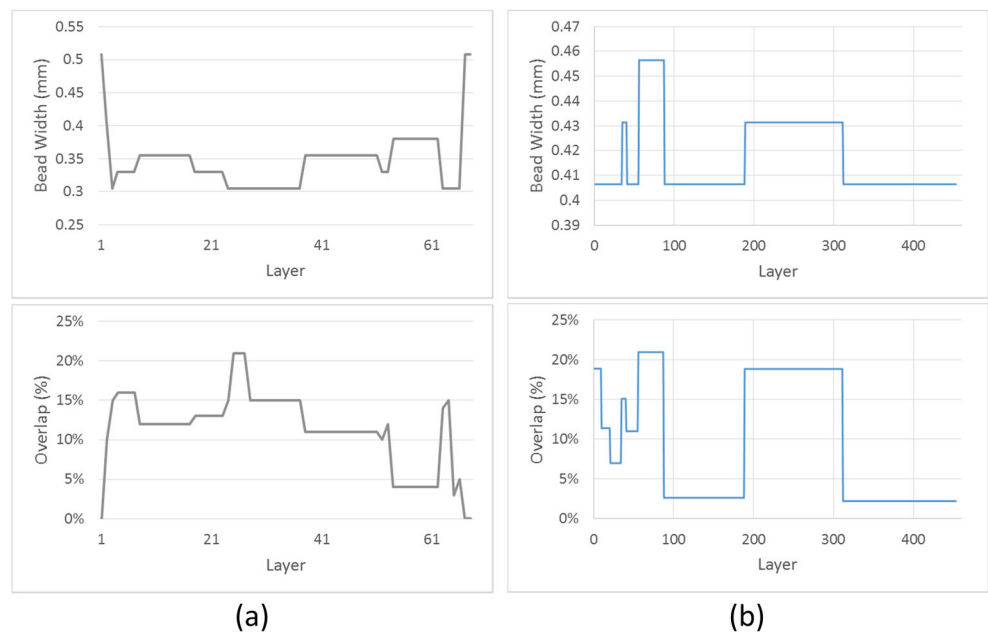 0.55
0.5
0.45
0.4
0.35
0.3
0.25
Bead Width (mm)
1 21 41 61
Layer
0.47
0.46
0.45
0.44
0.43
0.42
0.41
0.4
0.39
Bead Width (mm)
0 100 200 300 400
Layer
25%
20%
15%
10%
5%
0%
Overlap (%)
1 21 41 61
Layer
25%
20%
15%
10%
5%
0%
Overlap (%)
0 100 200 300 400
Layer
(a) (b)